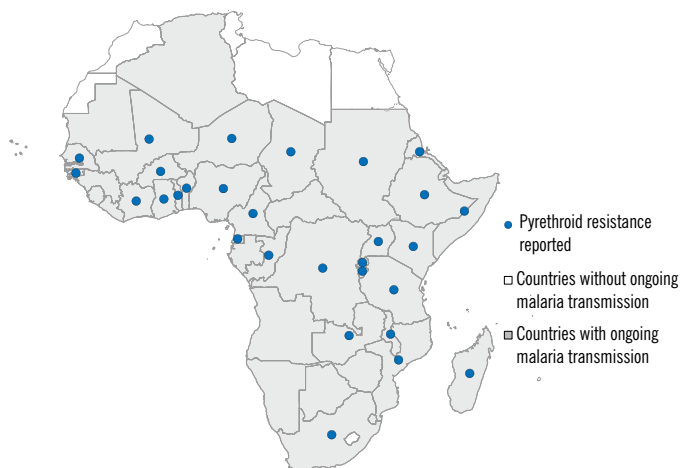 Pyrethroid resistance
reported
Countries without ongoing
malaria transmission
Countries with ongoing
malaria transmission